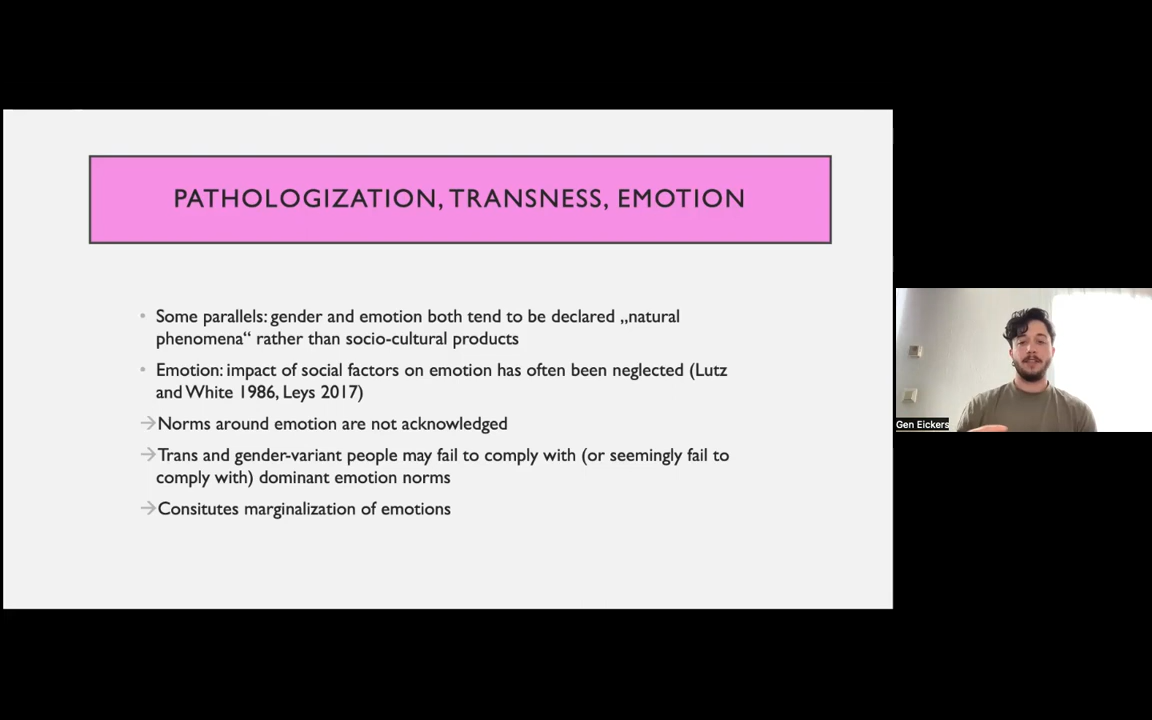 PATHOLOGIZATION, TRANSNESS, EMOTION
• Some parallels: gender and emotion both tend to be declared „natural
phenomena“ rather than socio-cultural products
• Emotion: impact of social factors on emotion has often been neglected (Lutz
and White 1986, Leys 2017)
→Norms around emotion are not acknowledged
→Trans and gender-variant people may fail to comply with (or seemingly fail to
comply with) dominant emotion norms
→Consitutes marginalization of emotions
Gen Eickers